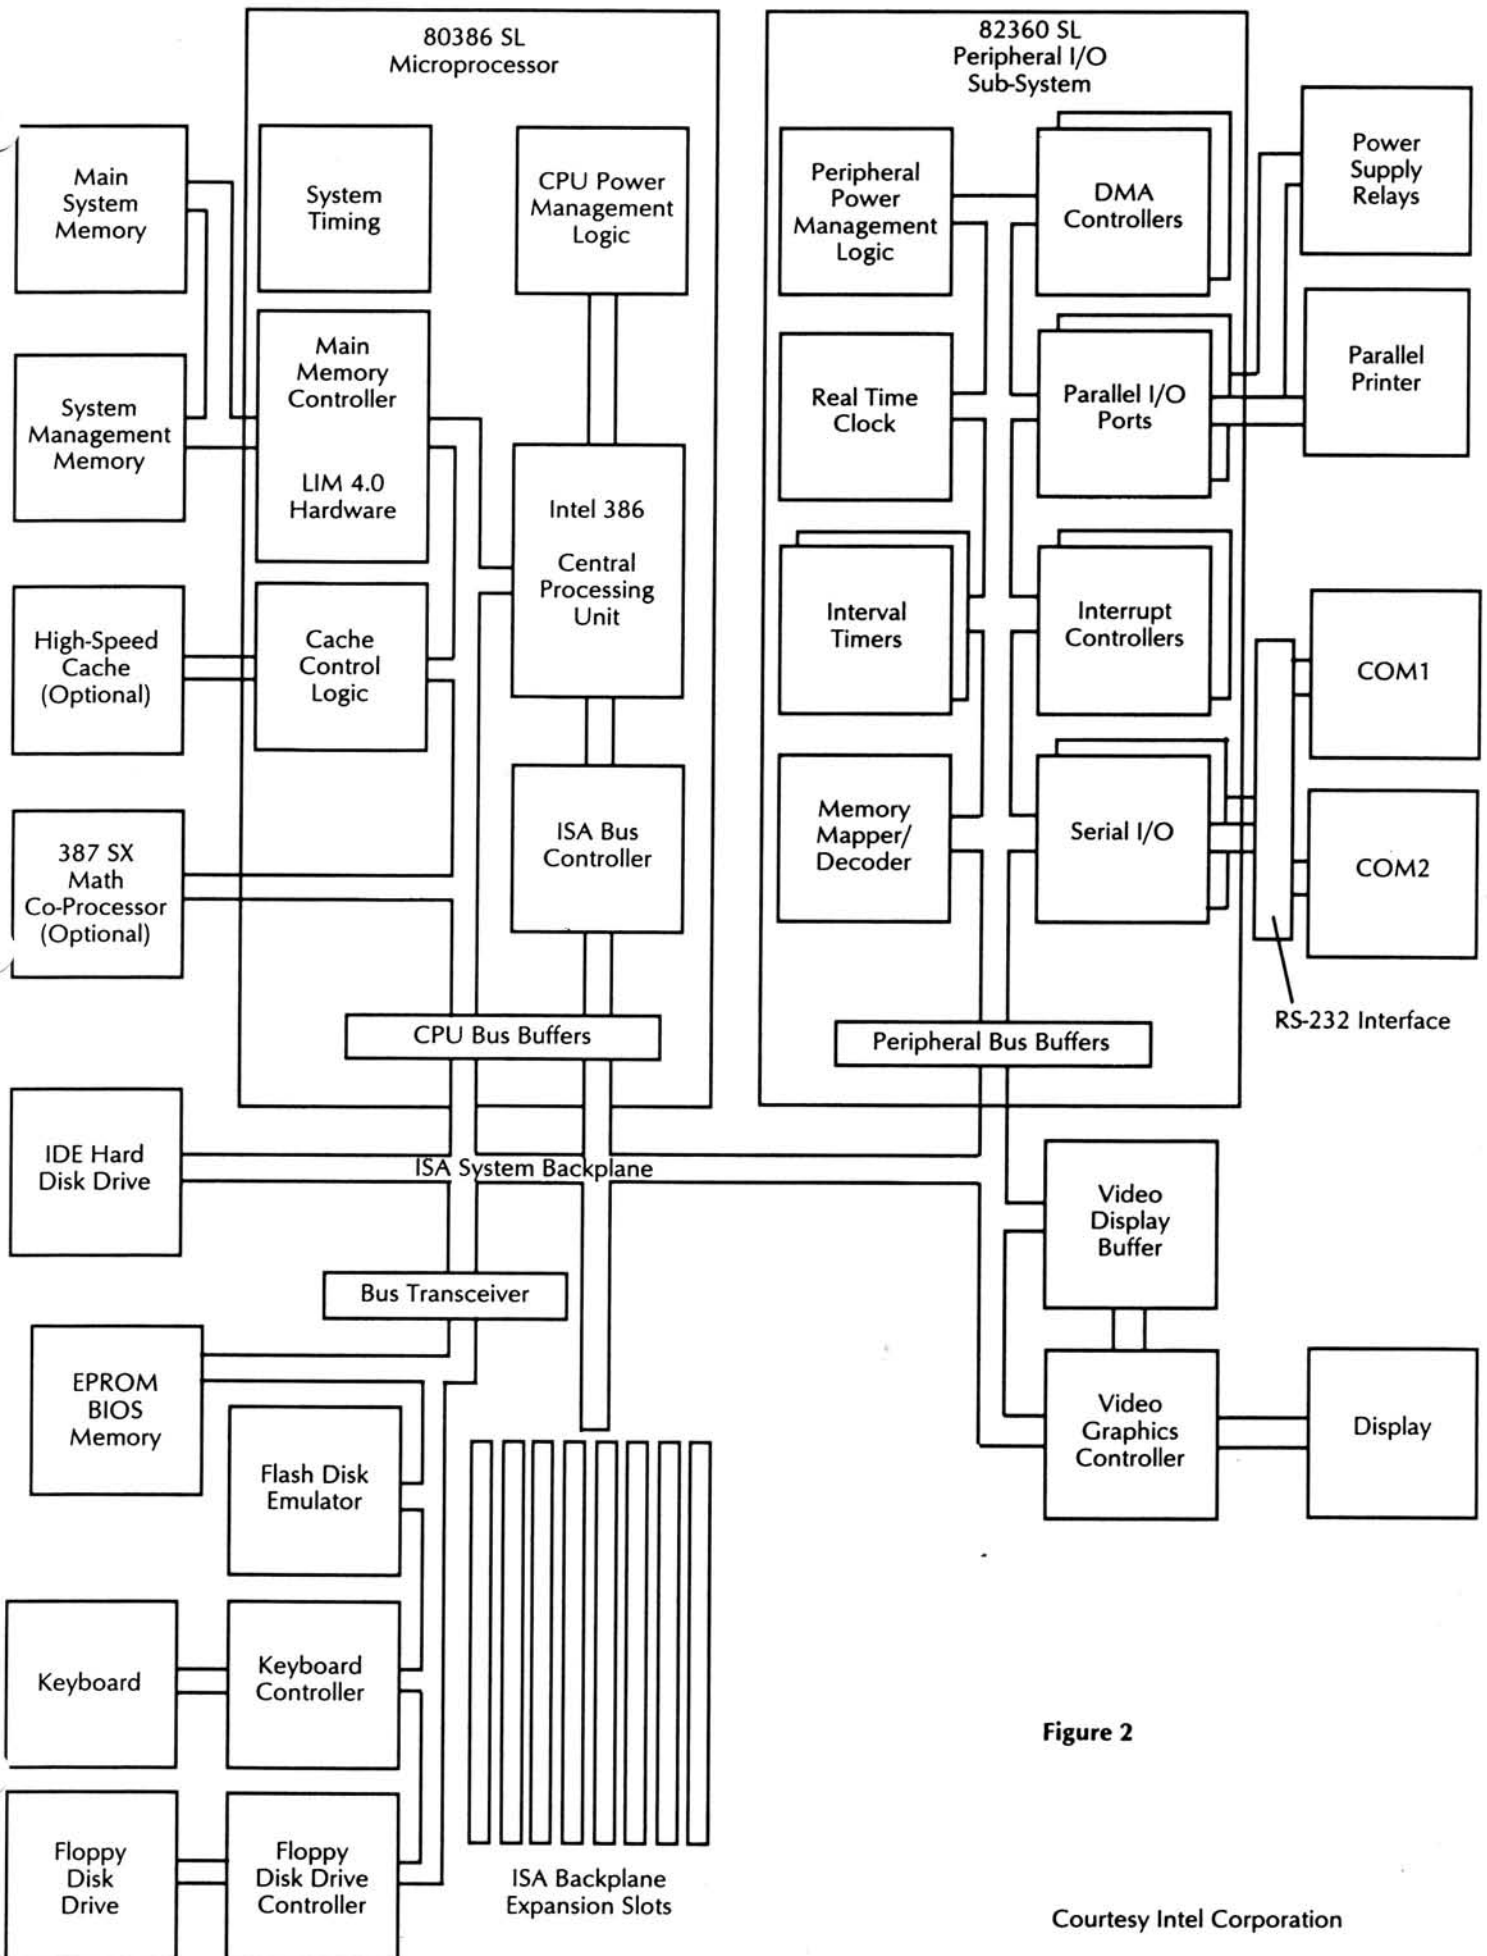 80386 SL
Microprocessor
82360 SL
Peripheral I/O
Sub-System
Main
System
Memory
System
Timing
CPU Power
Management
Logic
Peripheral
Power
Management
Logic
DMA
Controllers
Power
Supply
Relays
System
Management
Memory
Main
Memory
Controller
LIM 4.0
Hardware
Intel 386
Central
Processing
Unit
Real Time
Clock
Parallel I/O
Ports
Parallel
Printer
High-Speed
Cache
(Optional)
Cache
Control
Logic
Interval
Timers
Interrupt
Controllers
COM1
387 SX
Math
Co-Processor
(Optional)
ISA Bus
Controller
Memory
Mapper/
Decoder
Serial I/O
COM2
RS-232 Interface
CPU Bus Buffers
Peripheral Bus Buffers
IDE Hard
Disk Drive
ISA System Backplane
Video
Display
Buffer
Bus Transceiver
EPROM
BIOS
Memory
Flash Disk
Emulator
Video
Graphics
Controller
Display
Keyboard
Keyboard
Controller
Figure 2
Floppy
Disk
Drive
Floppy
Disk Drive
Controller
ISA Backplane
Expansion Slots
Courtesy Intel Corporation